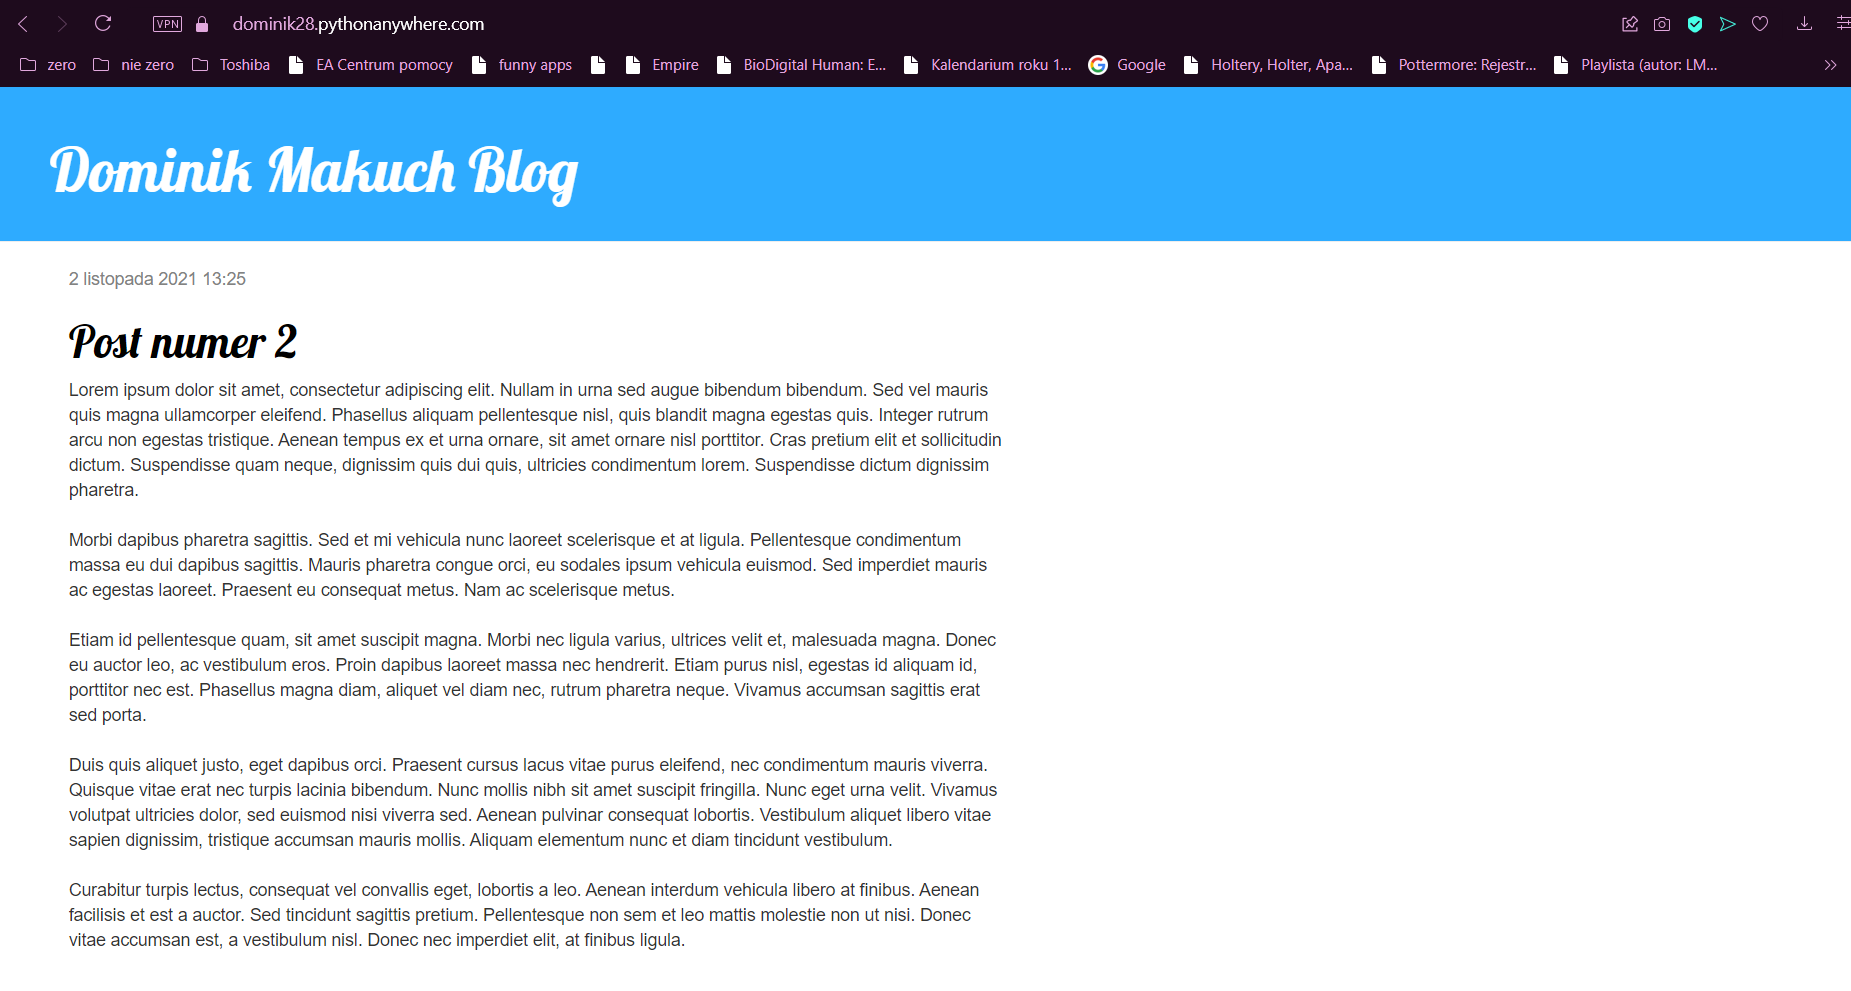 VPN dominik28.pythonanywhere.com
zero nie zero Toshiba EA Centrum pomocy funny apps Empire BioDigital Human: E... Kalendarium roku 1... Google Holtery, Holter, Apa... Pottermore: Rejestr... Playlista (autor: LM...
Dominik Makuch Blog
2 listopada 2021 13:25
Post numer 2
Lorem ipsum dolor sit amet, consectetur adipiscing elit. Nullam in urna sed augue bibendum bibendum. Sed vel mauris
quis magna ullamcorper eleifend. Phasellus aliquam pellentesque nisl, quis blandit magna egestas quis. Integer rutrum
arcu non egestas tristique. Aenean tempus ex et urna ornare, sit amet ornare nisl porttitor. Cras pretium elit et sollicitudin
dictum. Suspendisse quam neque, dignissim quis dui quis, ultricies condimentum lorem. Suspendisse dictum dignissim
pharetra.
Morbi dapibus pharetra sagittis. Sed et mi vehicula nunc laoreet scelerisque et at ligula. Pellentesque condimentum
massa eu dui dapibus sagittis. Mauris pharetra congue orci, eu sodales ipsum vehicula euismod. Sed imperdiet mauris
ac egestas laoreet. Praesent eu consequat metus. Nam ac scelerisque metus.
Etiam id pellentesque quam, sit amet suscipit magna. Morbi nec ligula varius, ultrices velit et, malesuada magna. Donec
eu auctor leo, ac vestibulum eros. Proin dapibus laoreet massa nec hendrerit. Etiam purus nisl, egestas id aliquam id,
porttitor nec est. Phasellus magna diam, aliquet vel diam nec, rutrum pharetra neque. Vivamus accumsan sagittis erat
sed porta.
Duis quis aliquet justo, eget dapibus orci. Praesent cursus lacus vitae purus eleifend, nec condimentum mauris viverra.
Quisque vitae erat nec turpis lacinia bibendum. Nunc mollis nibh sit amet suscipit fringilla. Nunc eget urna velit. Vivamus
volutpat ultricies dolor, sed euismod nisi viverra sed. Aenean pulvinar consequat lobortis. Vestibulum aliquet libero vitae
sapien dignissim, tristique accumsan mauris mollis. Aliquam elementum nunc et diam tincidunt vestibulum.
Curabitur turpis lectus, consequat vel convallis eget, lobortis a leo. Aenean interdum vehicula libero at finibus. Aenean
facilisis et est a auctor. Sed tincidunt sagittis pretium. Pellentesque non sem et leo mattis molestie non ut nisi. Donec
vitae accumsan est, a vestibulum nisl. Donec nec imperdiet elit, at finibus ligula.